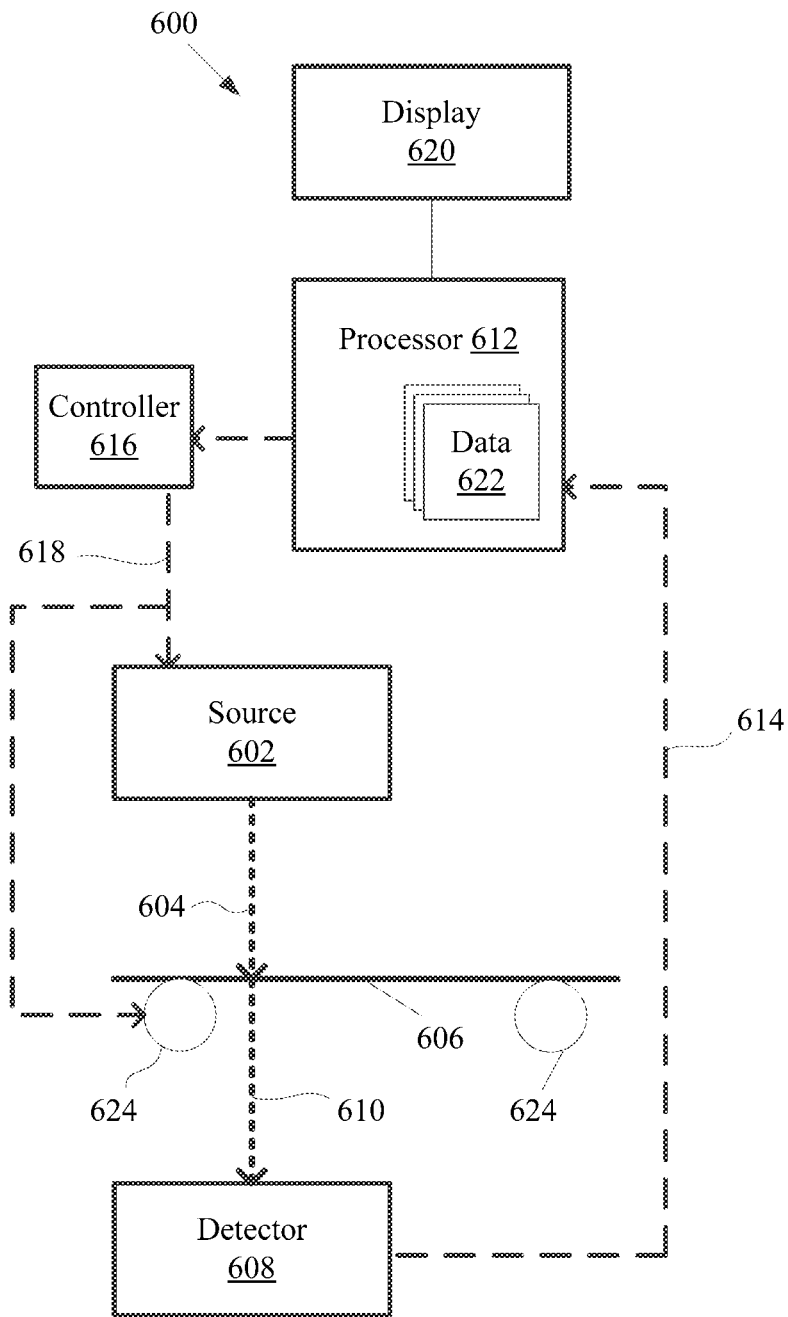 600
Display
620
Processor 612
Controller
616
Data
622
618
Source
602
614
604
606
624
610
624
Detector
608